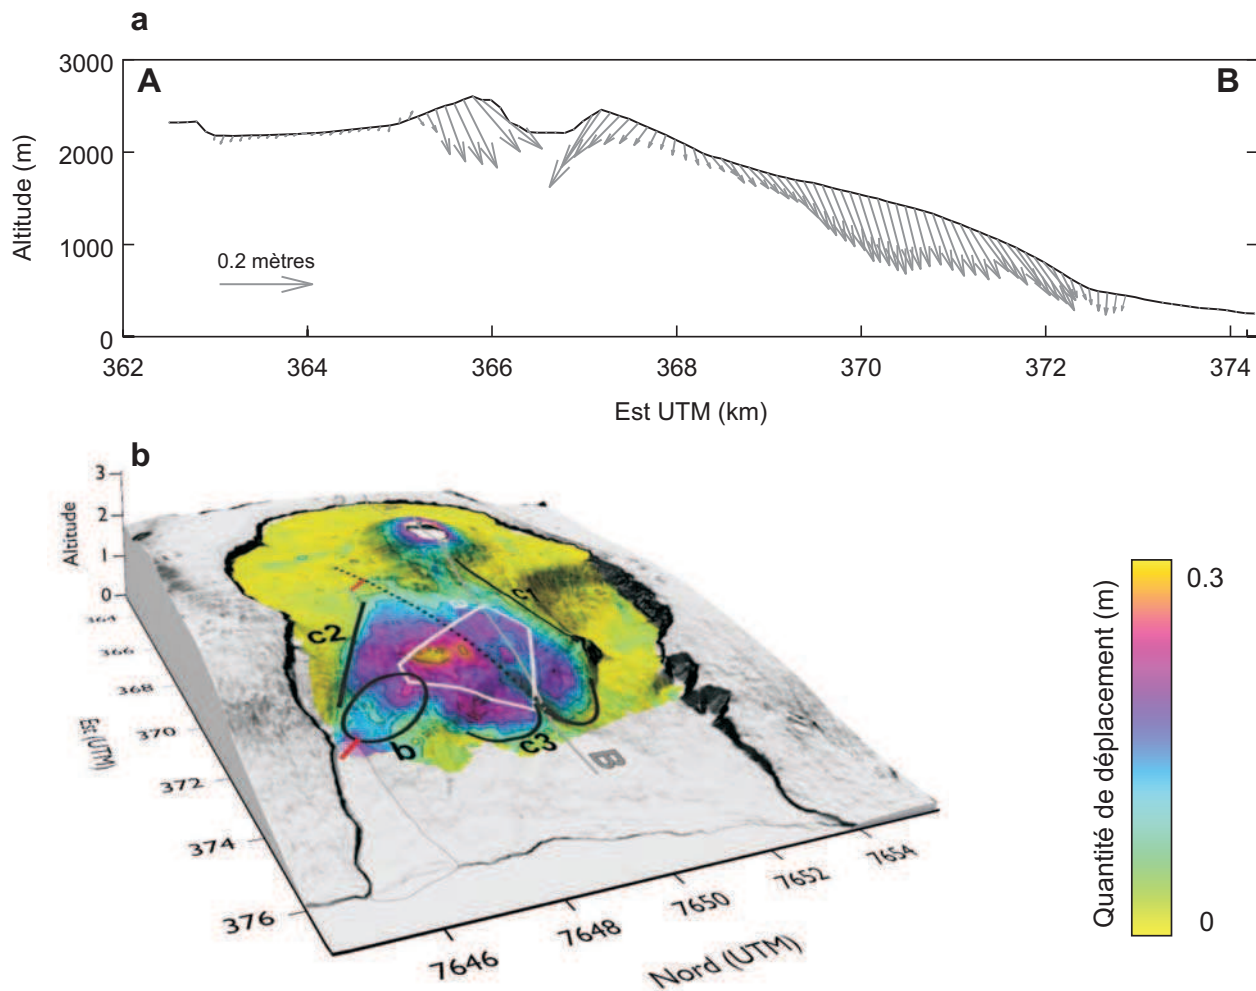 a
3000
2000
1000
0
Altitude (m)
A
B
0.2 mètres
362
364
366
368
370
372
374
Est UTM (km)
b
3
2
1
0
Altitude
364
366
368
370
372
374
376
Est (UTM)
c1
c2
c3
b
B
7646
7648
7650
7652
7654
Nord (UTM)
Quantité de déplacement (m)
0.3
0